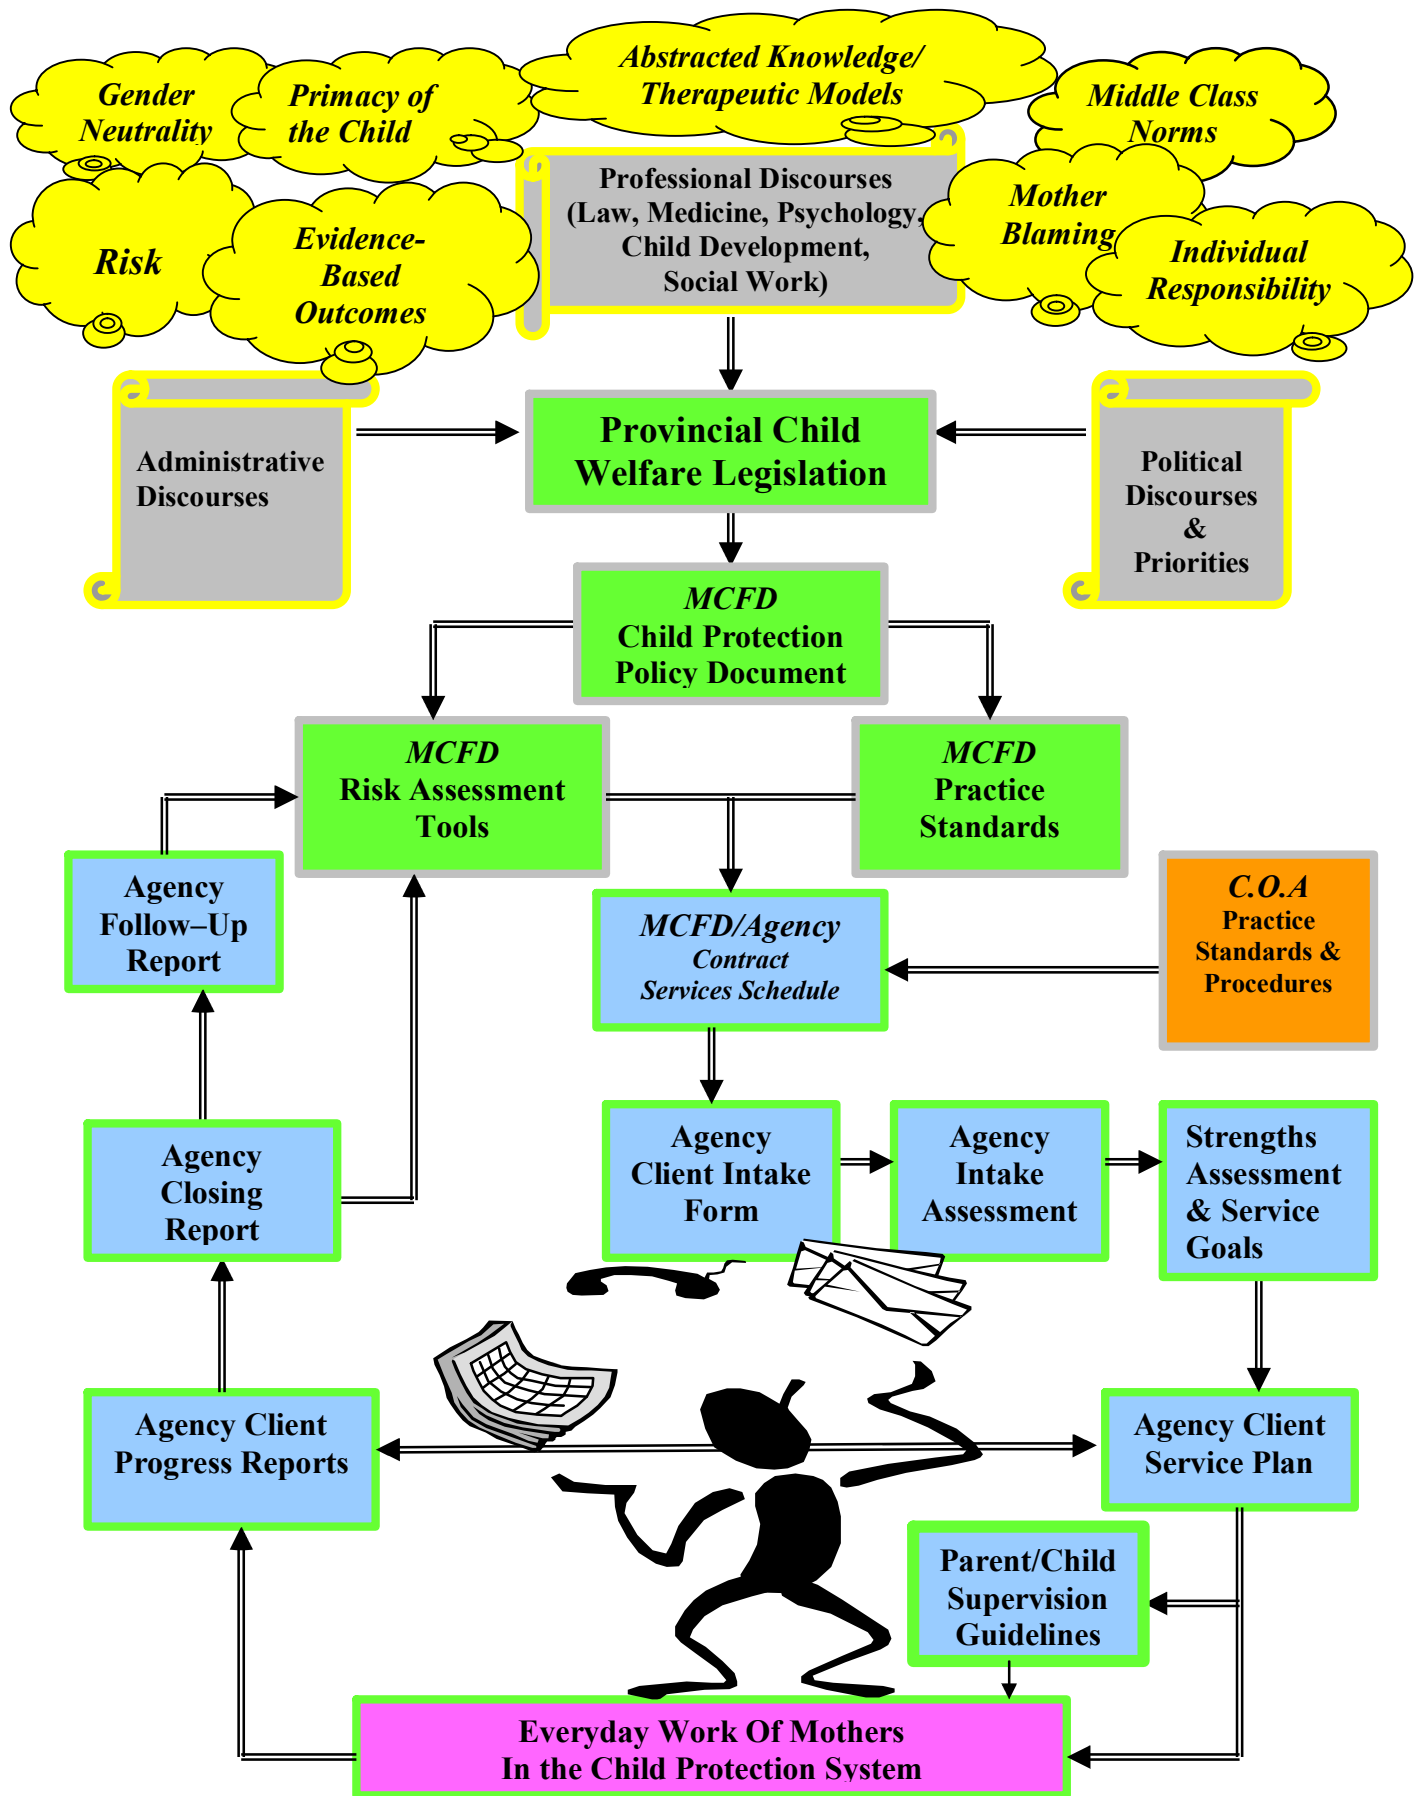 Gender
Neutrality
Primacy of
the Child
Abstracted Knowledge/
Therapeutic Models
Middle Class
Norms
Risk
Evidence-
Based
Outcomes
Professional Discourses
(Law, Medicine, Psychology,
Child Development,
Social Work)
Mother
Blaming
Individual
Responsibility
Administrative
Discourses
Provincial Child
Welfare Legislation
Political
Discourses
&
Priorities
MCFD
Child Protection
Policy Document
MCFD
Risk Assessment
Tools
MCFD
Practice
Standards
Agency
Follow–Up
Report
MCFD/Agency
Contract
Services Schedule
C.O.A
Practice
Standards &
Procedures
Agency
Closing
Report
Agency
Client Intake
Form
Agency
Intake
Assessment
Strengths
Assessment
& Service
Goals
Agency Client
Progress Reports
Agency Client
Service Plan
Parent/Child
Supervision
Guidelines
Everyday Work Of Mothers
In the Child Protection System